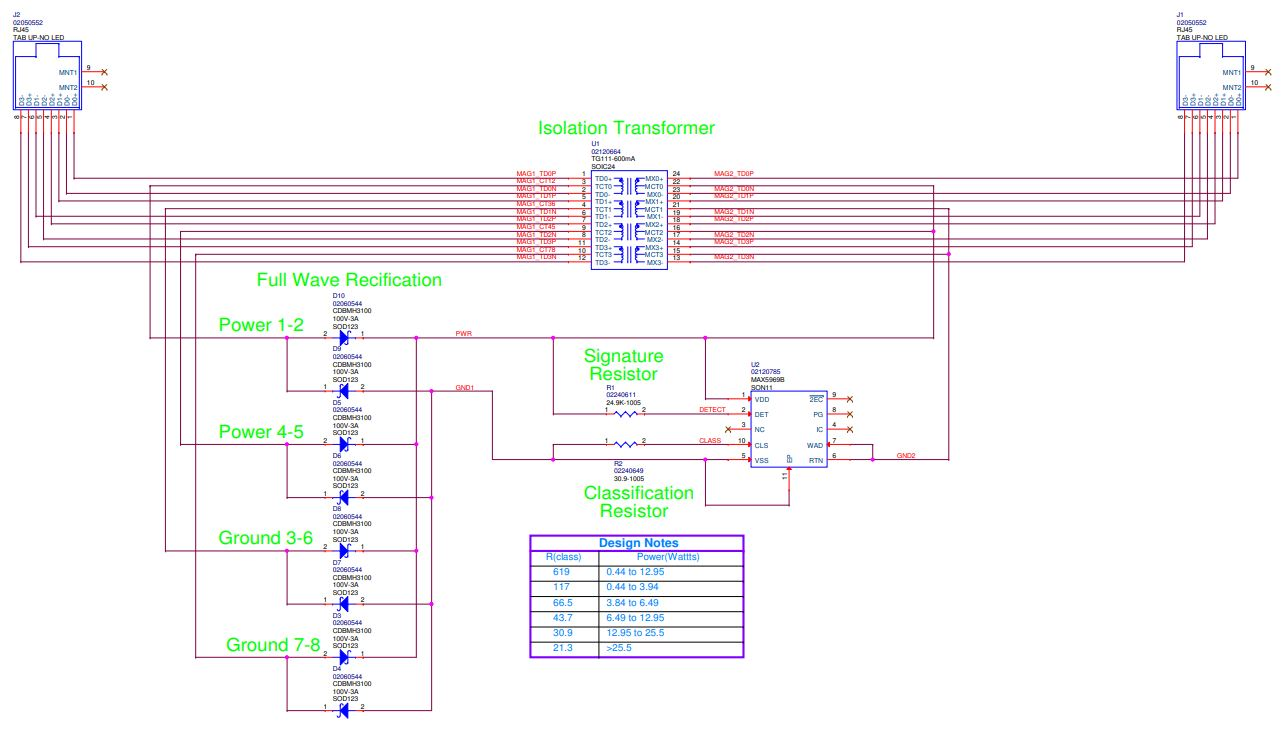 J2
02050552
RJ45
TAB UP-NO LED
MNT1
9
MNT2
10
D3-
D3+
D1-
D2-
D2+
D1+
D0-
D0+
8
7
6
5
4
3
2
1
J1
02050552
RJ45
TAB UP-NO LED
MNT1
9
MNT2
10
D3-
D3+
D1-
D2-
D2+
D1+
D0-
D0+
8
7
6
5
4
3
2
1
Isolation Transformer
U1
02120664
TG111-600mA
SOIC24
MAG1_TD0P 1 TD0+ MX0+ 24 MAG2_TD0P
MAG1_CT12 3 TCT0 MCT0 22
MAG1_TD0N 2 TD0- MX0- 23 MAG2_TD0N
MAG1_TD1P 5 TD1+ MX1+ 20 MAG2_TD1P
MAG1_CT36 4 TCT1 MCT1 21
MAG1_TD1N 6 TD1- MX1- 19 MAG2_TD1N
MAG1_TD2P 7 TD2+ MX2+ 18 MAG2_TD2P
MAG1_CT45 9 TCT2 MCT2 16
MAG1_TD2N 8 TD2- MX2- 17 MAG2_TD2N
MAG1_TD3P 11 TD3+ MX3+ 14 MAG2_TD3P
MAG1_CT78 10 TCT3 MCT3 15
MAG1_TD3N 12 TD3- MX3- 13 MAG2_TD3N
Full Wave Recification
Power 1-2
D10
02060544
CDBMH3100
100V-3A
SOD123
2 1
PWR
D9
02060544
CDBMH3100
100V-3A
SOD123
1 2
GND1
Power 4-5
D5
02060544
CDBMH3100
100V-3A
SOD123
2 1
D6
02060544
CDBMH3100
100V-3A
SOD123
1 2
Ground 3-6
D8
02060544
CDBMH3100
100V-3A
SOD123
2 1
D7
02060544
CDBMH3100
100V-3A
SOD123
1 2
Ground 7-8
D3
02060544
CDBMH3100
100V-3A
SOD123
2 1
D4
02060544
CDBMH3100
100V-3A
SOD123
1 2
Signature
Resistor
R1
02240611
24.9K-1005
1 2
DETECT
1 2
CLASS
R2
02240649
30.9-1005
Classification
Resistor
U2
02120785
MAX5969B
SON11
1 VDD 2EC 9
2 DET PG 8
3 NC IC 4
10 CLS WAD 7
5 VSS RTN 6
EP
11
GND2
Design Notes
R(class) Power(Wattts)
619 0.44 to 12.95
117 0.44 to 3.94
66.5 3.84 to 6.49
43.7 6.49 to 12.95
30.9 12.95 to 25.5
21.3 >25.5